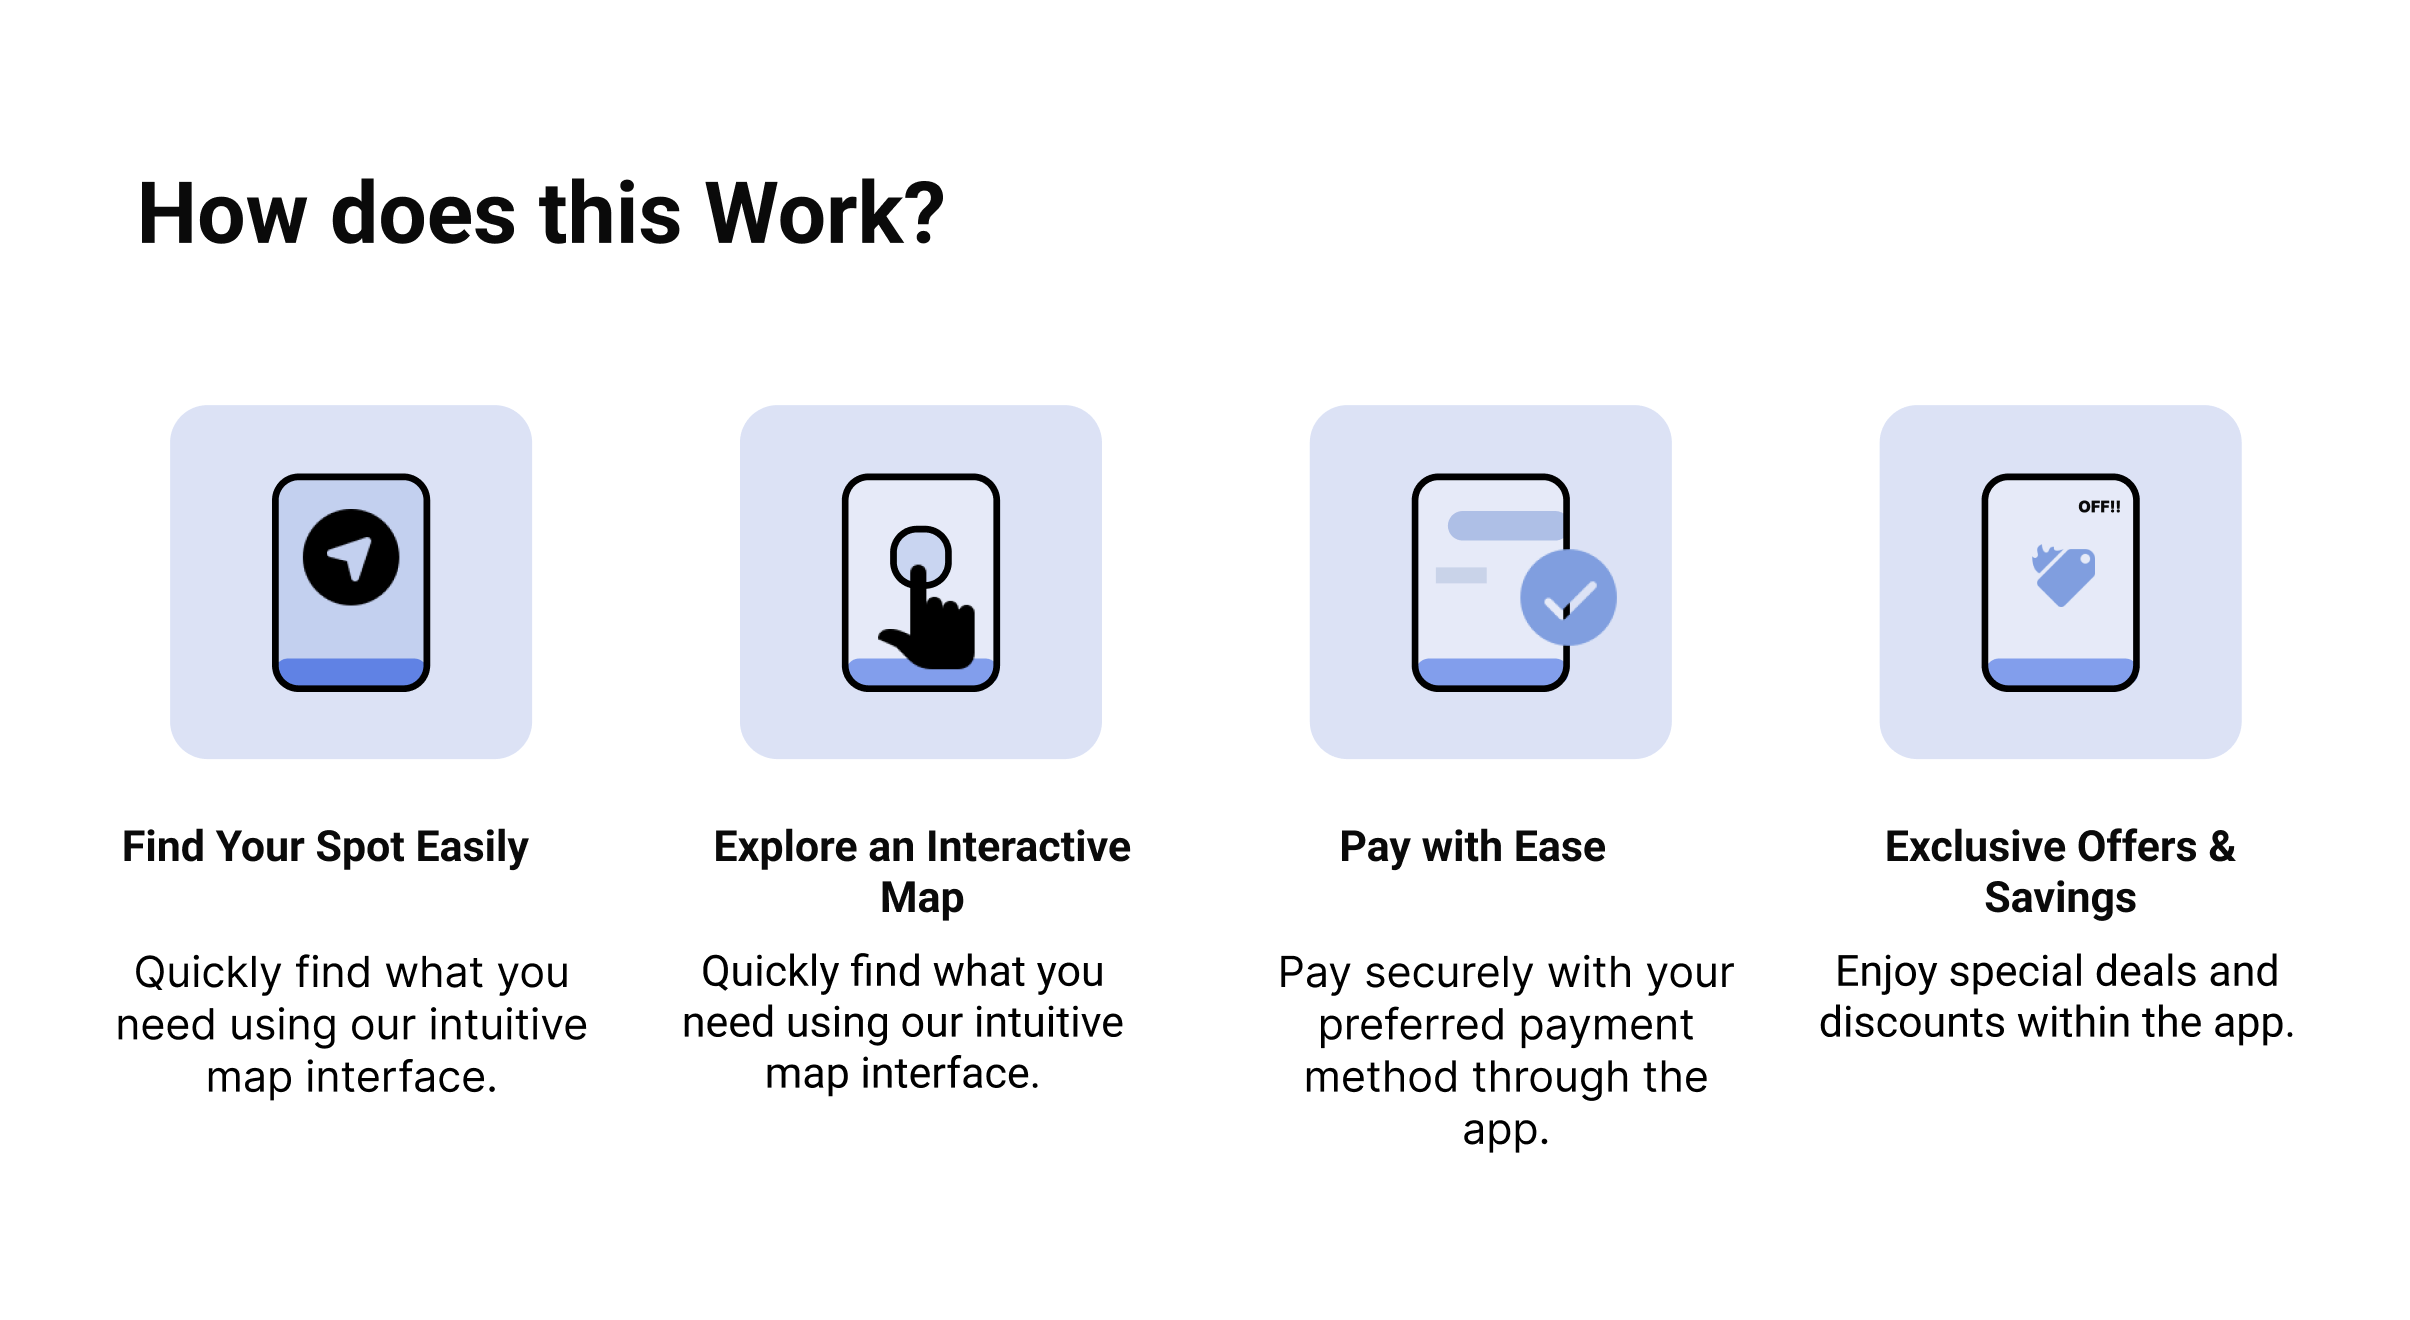 How does this Work?
OFF!!
Find Your Spot Easily
Quickly find what you
need using our intuitive
map interface.
Explore an Interactive
Map
Quickly find what you
need using our intuitive
map interface.
Pay with Ease
Pay securely with your
preferred payment
method through the
app.
Exclusive Offers &
Savings
Enjoy special deals and
discounts within the app.